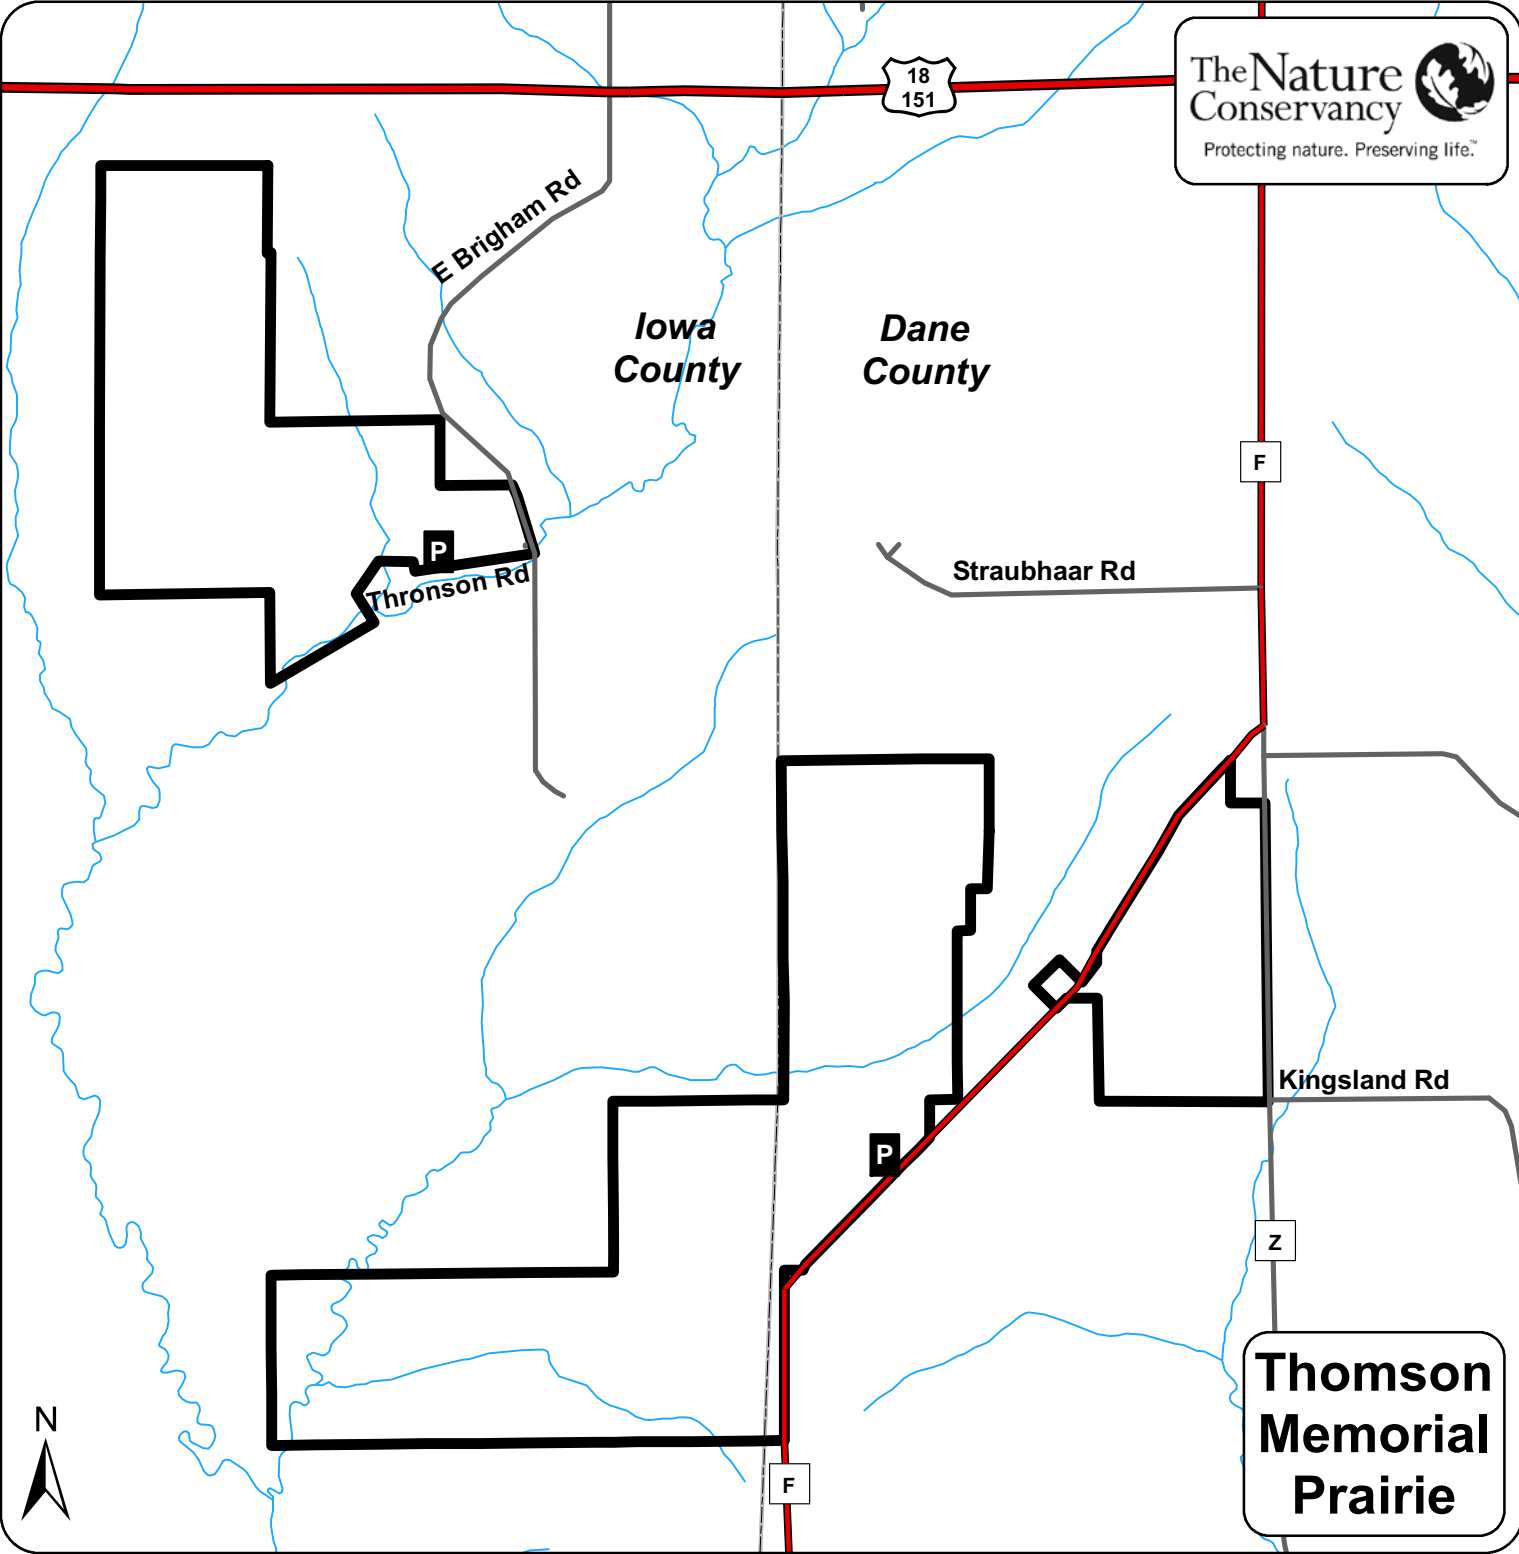 18
151
The Nature
Conservancy
Protecting nature. Preserving life.™
E Brigham Rd
Iowa
County
Dane
County
F
P
Thronson Rd
Straubhaar Rd
Kingsland Rd
P
Z
N
F
Thomson
Memorial
Prairie